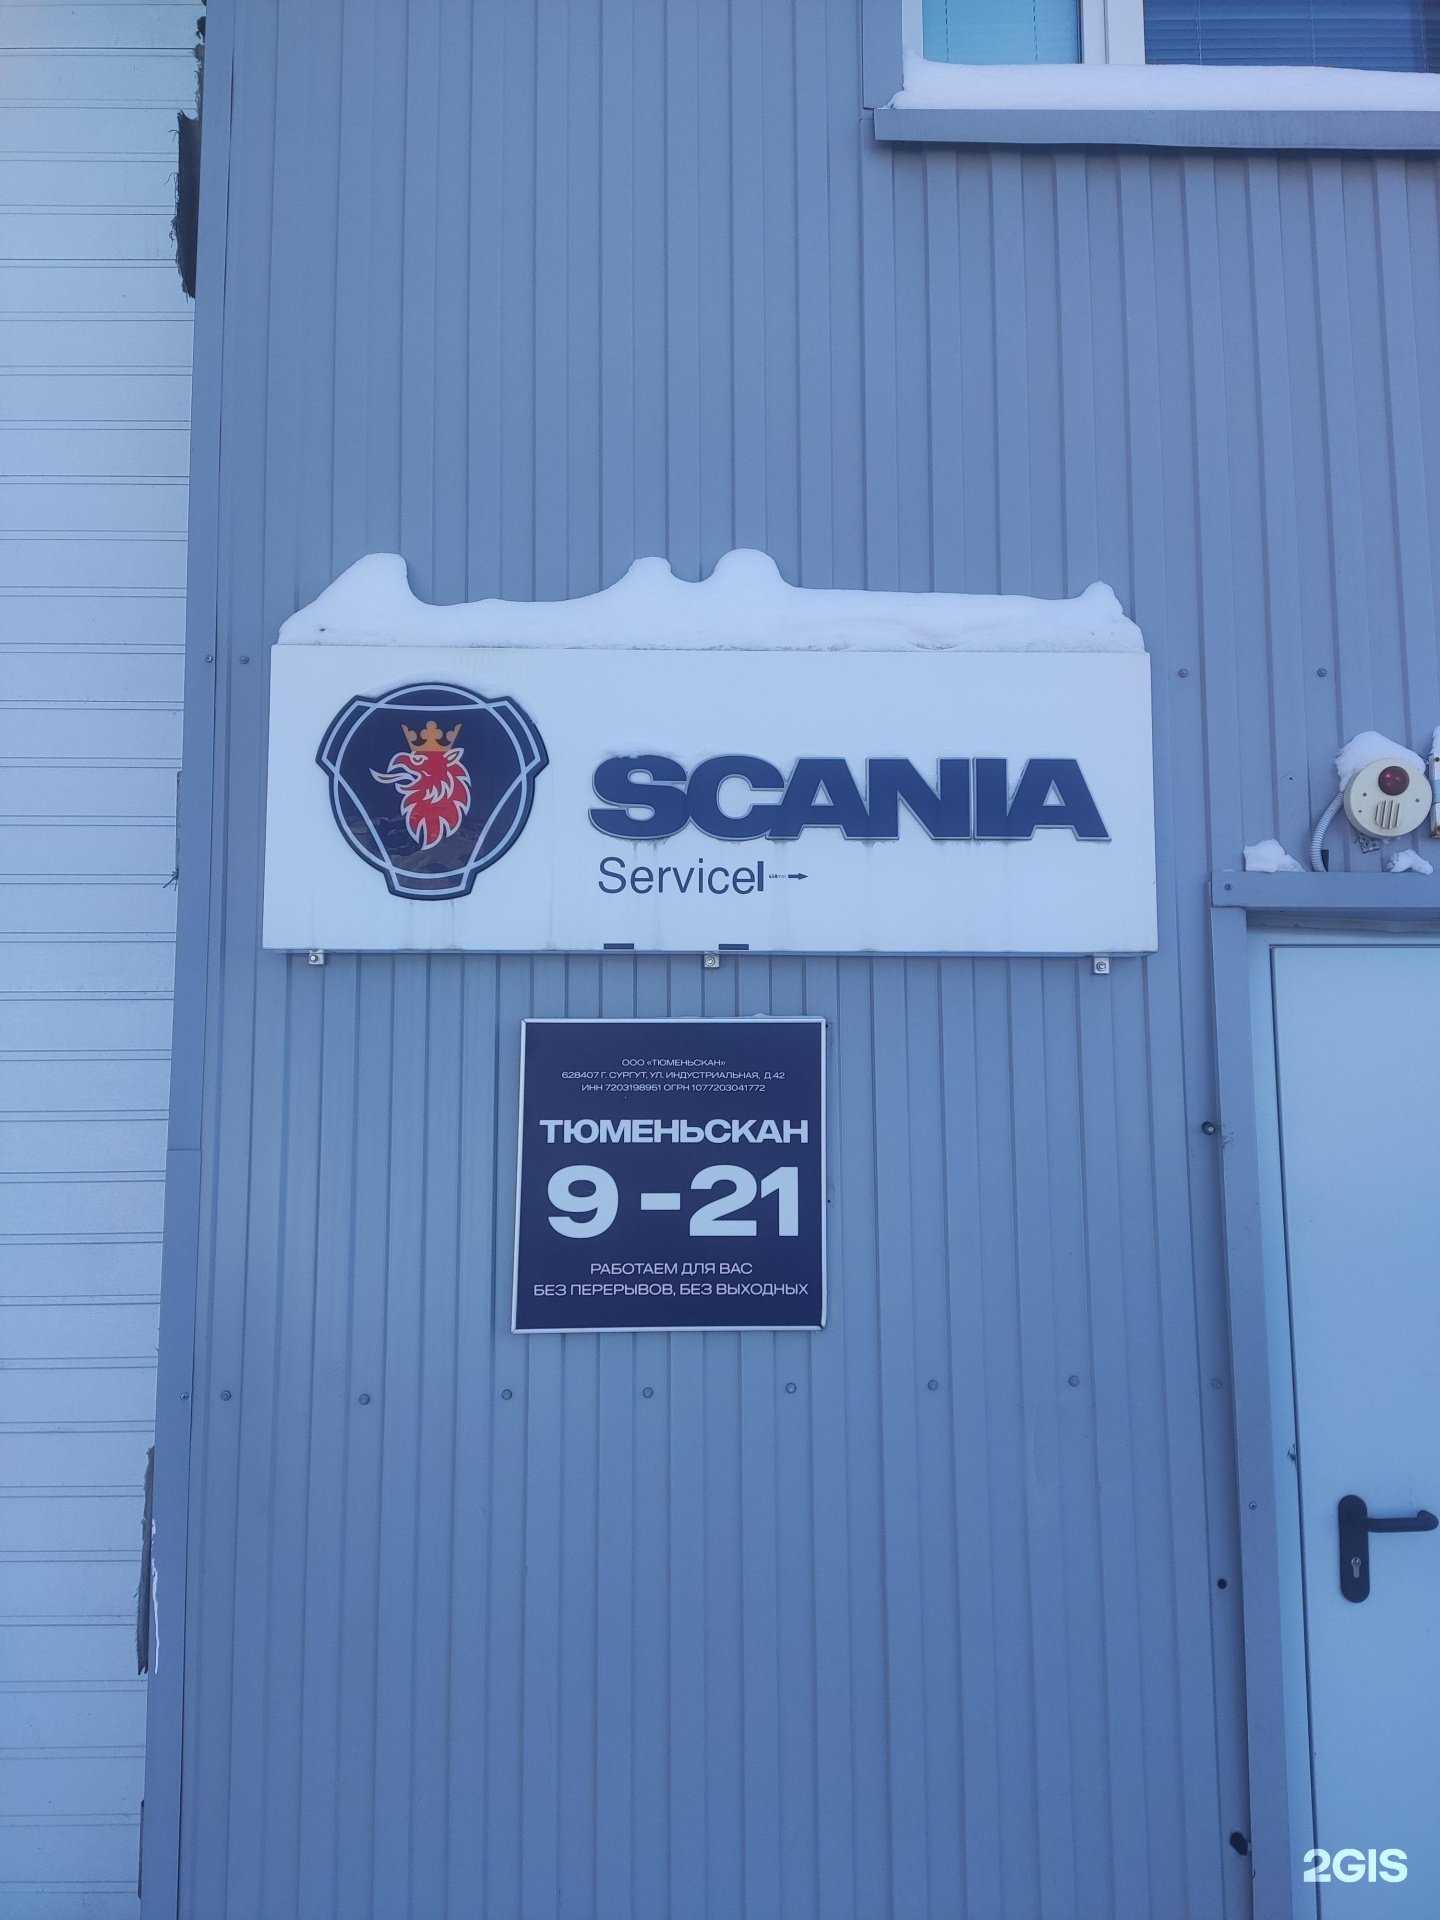 SCANIA
Service
ООО «ТЮМЕНЬСКАН»
628407 Г. СУРГУТ, УЛ. ИНДУСТРИАЛЬНАЯ, Д.42
ИНН 7203198951 ОГРН 1077203041772
ТЮМЕНЬСКАН
9-21
РАБОТАЕМ ДЛЯ ВАС
БЕЗ ПЕРЕРЫВОВ, БЕЗ ВЫХОДНЫХ
2GIS